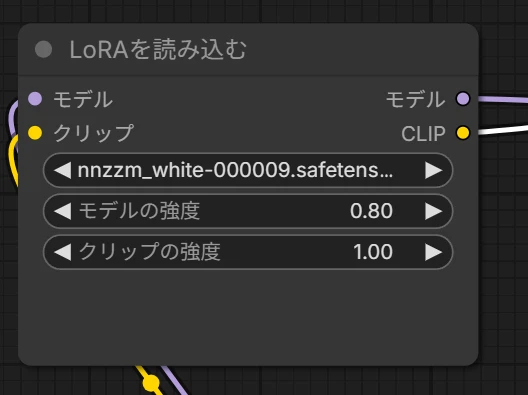 LoRAを読み込む
モデル モデル
クリップ CLIP
nnzzm_white-000009.safetens...
モデルの強度 0.80
クリップの強度 1.00